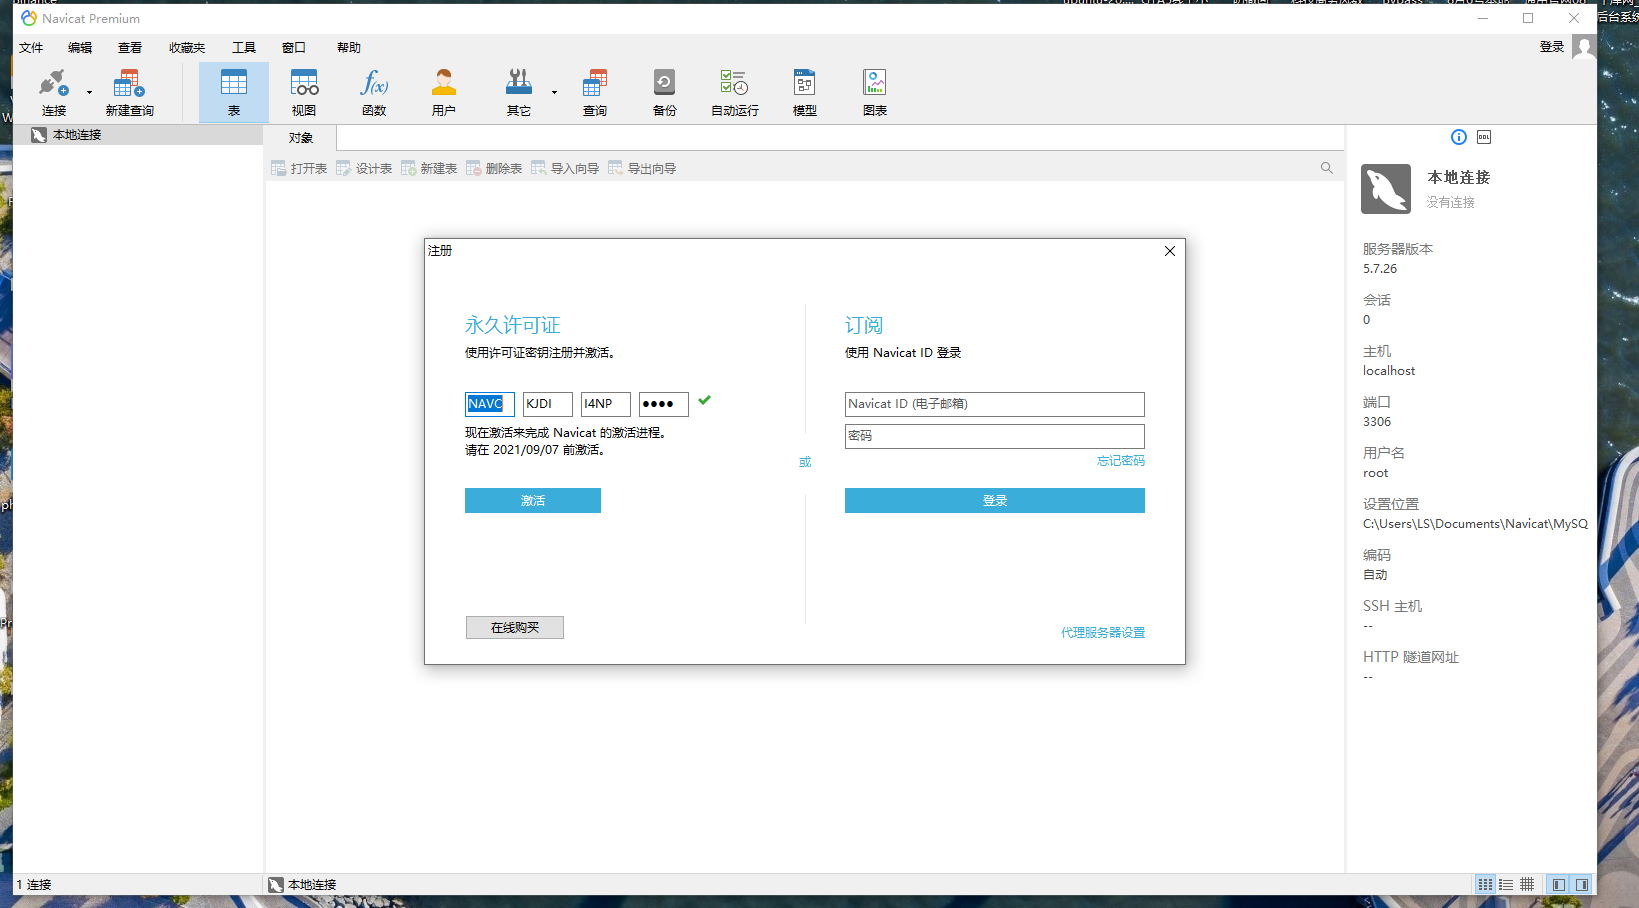 Navicat Premium
文件 编辑 查看 收藏夹 工具 窗口 帮助
登录
连接 新建查询 表 视图 函数 用户 其它 查询 备份 自动运行 模型 图表
本地连接
对象
打开表 设计表 新建表 删除表 导入向导 导出向导
DDL
本地连接
没有连接
服务器版本
5.7.26
会话
0
主机
localhost
端口
3306
用户名
root
设置位置
C:\Users\LS\Documents\Navicat\MySQ
编码
自动
SSH 主机
--
HTTP 隧道网址
--
注册
永久许可证
使用许可证密钥注册并激活。
NAVC KJDI I4NP ●●●●
现在激活来完成 Navicat 的激活进程。
请在 2021/09/07 前激活。
激活
在线购买
或
订阅
使用 Navicat ID 登录
Navicat ID (电子邮箱)
密码
忘记密码
登录
代理服务器设置
1 连接
本地连接
后台系统